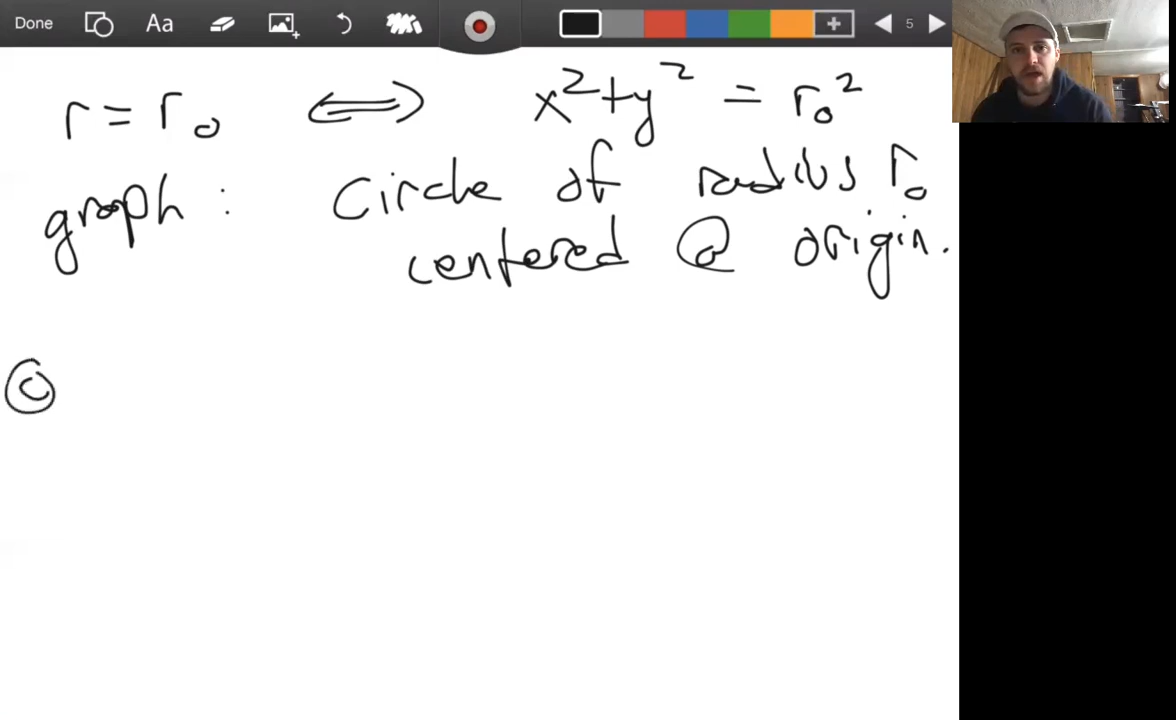 Done Aa 5
r = r₀ ⟺ x² + y² = r₀²
graph : circle of radius r₀
centered @ origin.
ⓒ